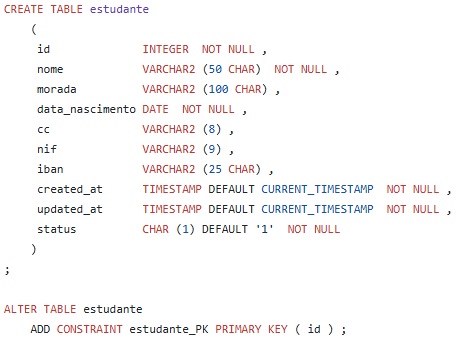 CREATE TABLE estudante
    (
     id              INTEGER  NOT NULL ,
     nome            VARCHAR2 (50 CHAR)  NOT NULL ,
     morada          VARCHAR2 (100 CHAR) ,
     data_nascimento DATE  NOT NULL ,
     cc              VARCHAR2 (8) ,
     nif             VARCHAR2 (9) ,
     iban            VARCHAR2 (25 CHAR) ,
     created_at      TIMESTAMP DEFAULT CURRENT_TIMESTAMP  NOT NULL ,
     updated_at      TIMESTAMP DEFAULT CURRENT_TIMESTAMP  NOT NULL ,
     status          CHAR (1) DEFAULT '1'  NOT NULL
    )
;

ALTER TABLE estudante
    ADD CONSTRAINT estudante_PK PRIMARY KEY ( id ) ;